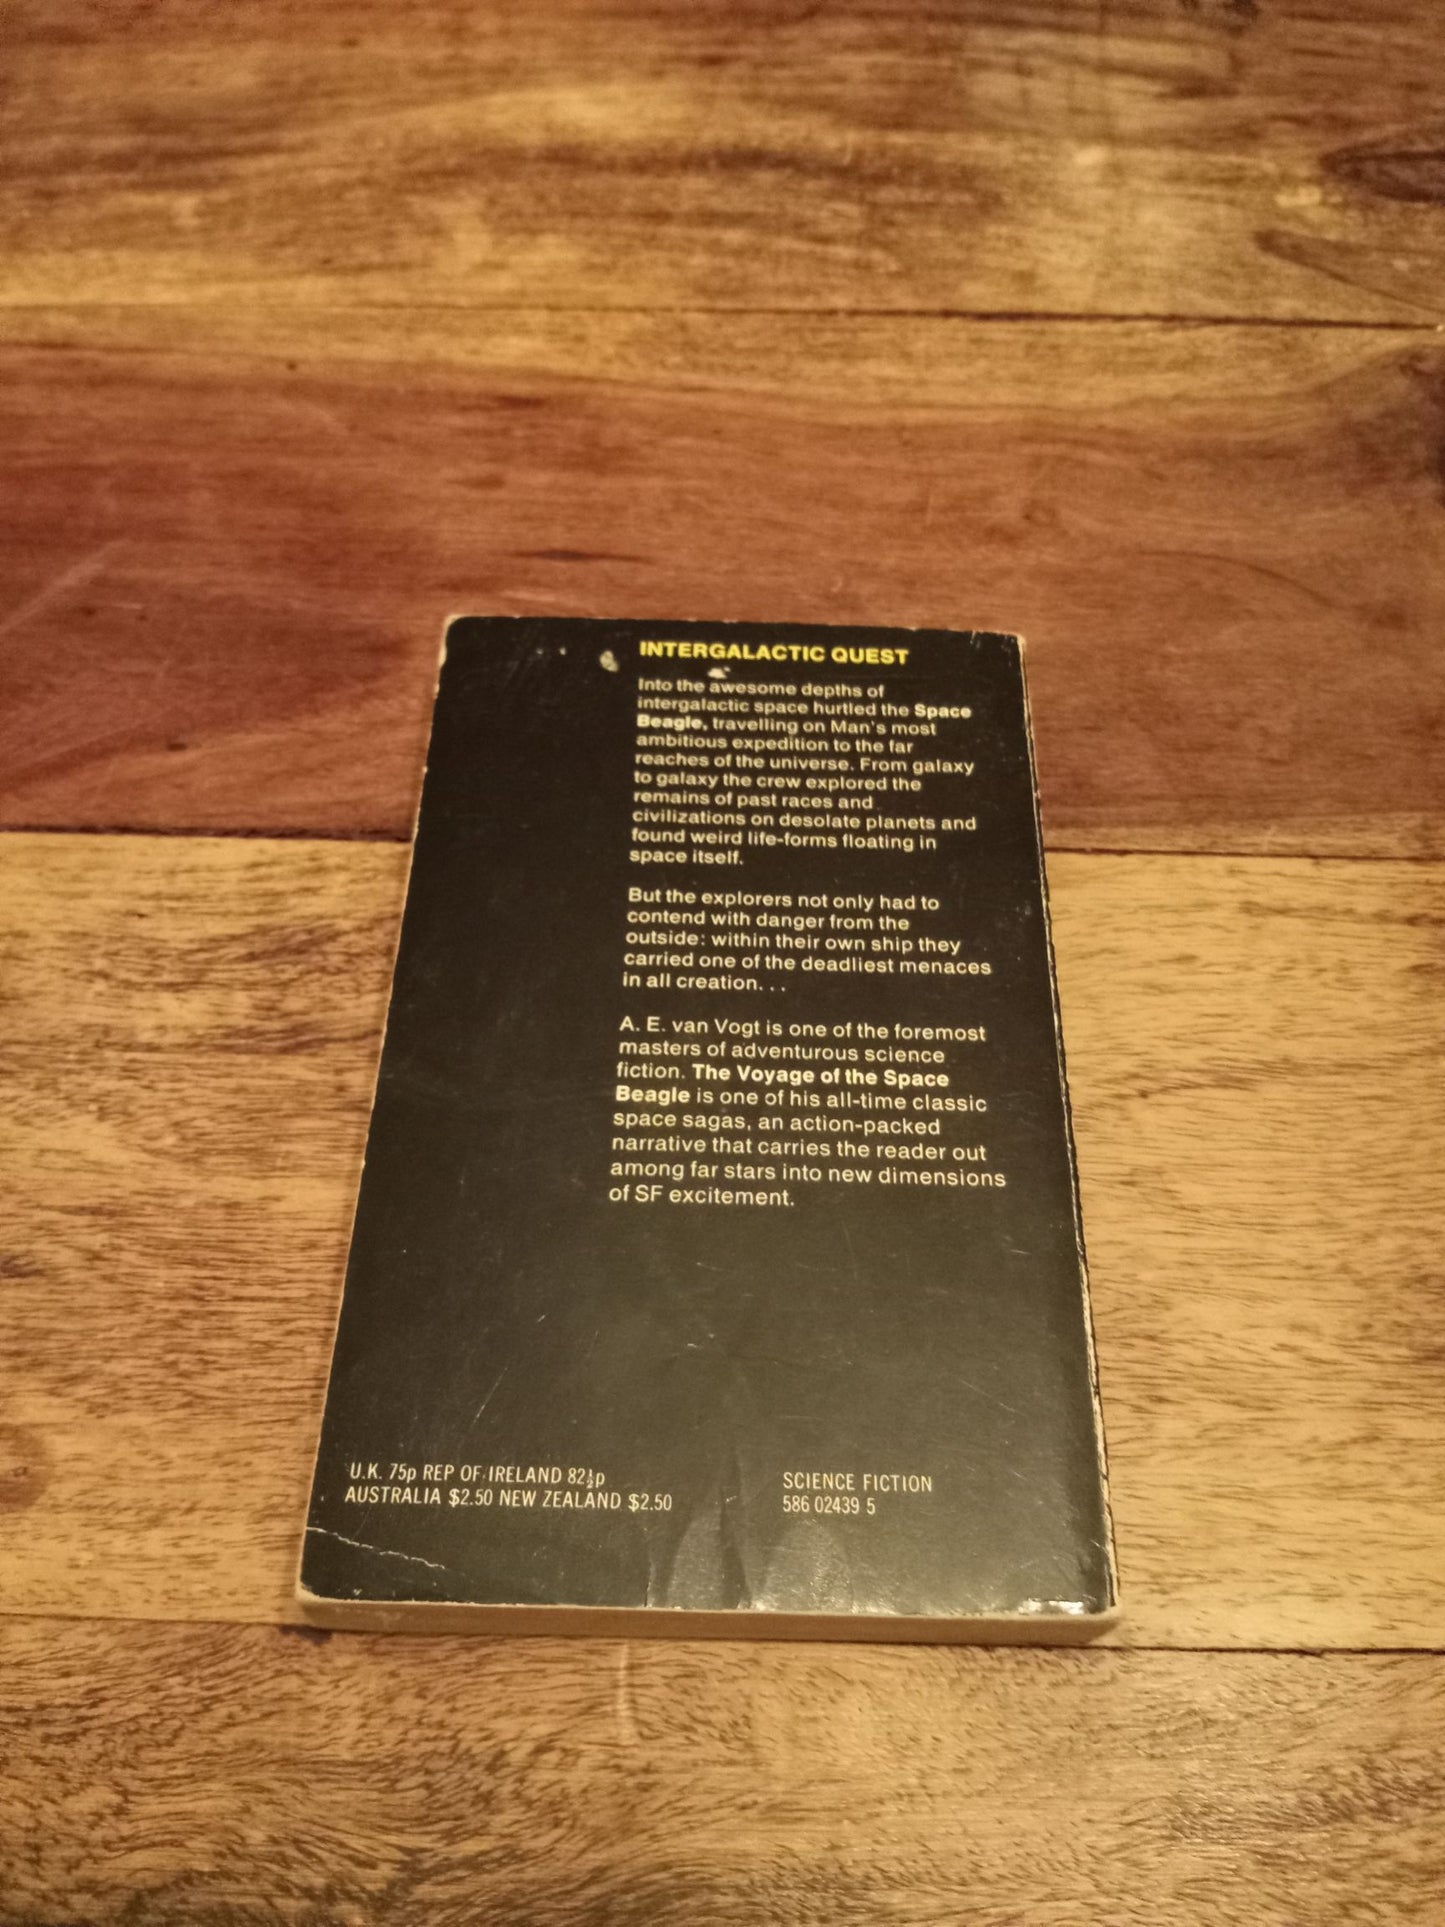 INTERGALACTIC QUEST
Into the awesome depths of
intergalactic space hurtled the Space
Beagle, travelling on Man's most
ambitious expedition to the far
reaches of the universe. From galaxy
to galaxy the crew explored the
remains of past races and
civilizations on desolate planets and
found weird life-forms floating in
space itself.
But the explorers not only had to
contend with danger from the
outside: within their own ship they
carried one of the deadliest menaces
in all creation. . .
A. E. van Vogt is one of the foremost
masters of adventurous science
fiction. The Voyage of the Space
Beagle is one of his all-time classic
space sagas, an action-packed
narrative that carries the reader out
among far stars into new dimensions
of SF excitement.
U.K. 75p REP OF IRELAND 82½p
AUSTRALIA $2.50 NEW ZEALAND $2.50
SCIENCE FICTION
586 02439 5